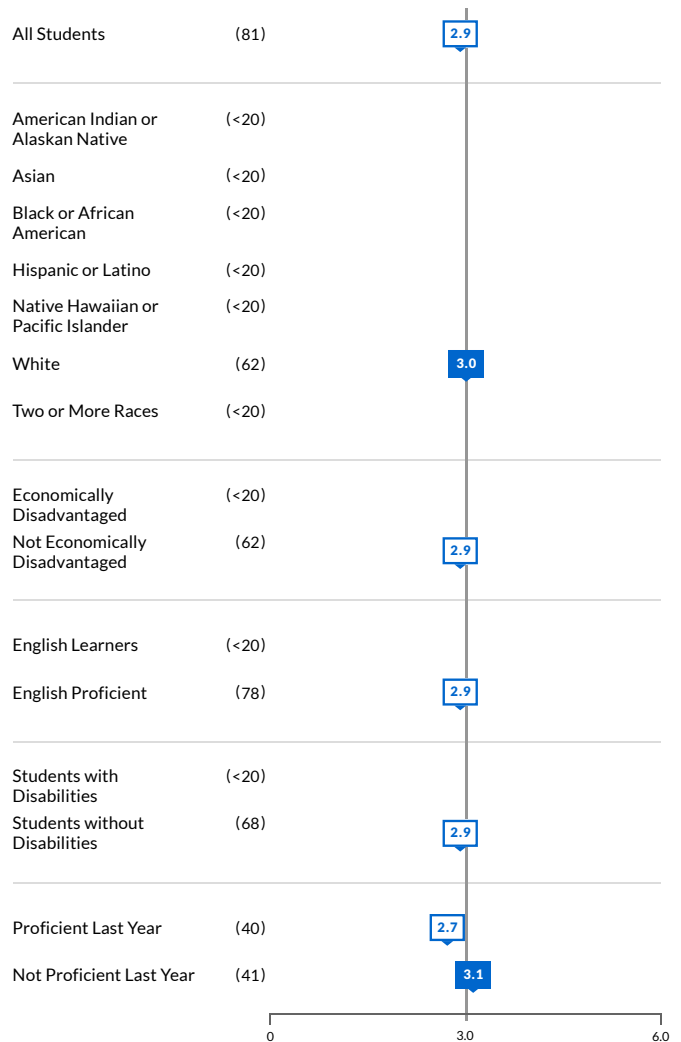 All Students (81) 2.9
American Indian or (<20)
Alaskan Native
Asian (<20)
Black or African (<20)
American
Hispanic or Latino (<20)
Native Hawaiian or (<20)
Pacific Islander
White (62) 3.0
Two or More Races (<20)
Economically (<20)
Disadvantaged
Not Economically (62) 2.9
Disadvantaged
English Learners (<20)
English Proficient (78) 2.9
Students with (<20)
Disabilities
Students without (68) 2.9
Disabilities
Proficient Last Year (40) 2.7
Not Proficient Last Year (41) 3.1
0 3.0 6.0